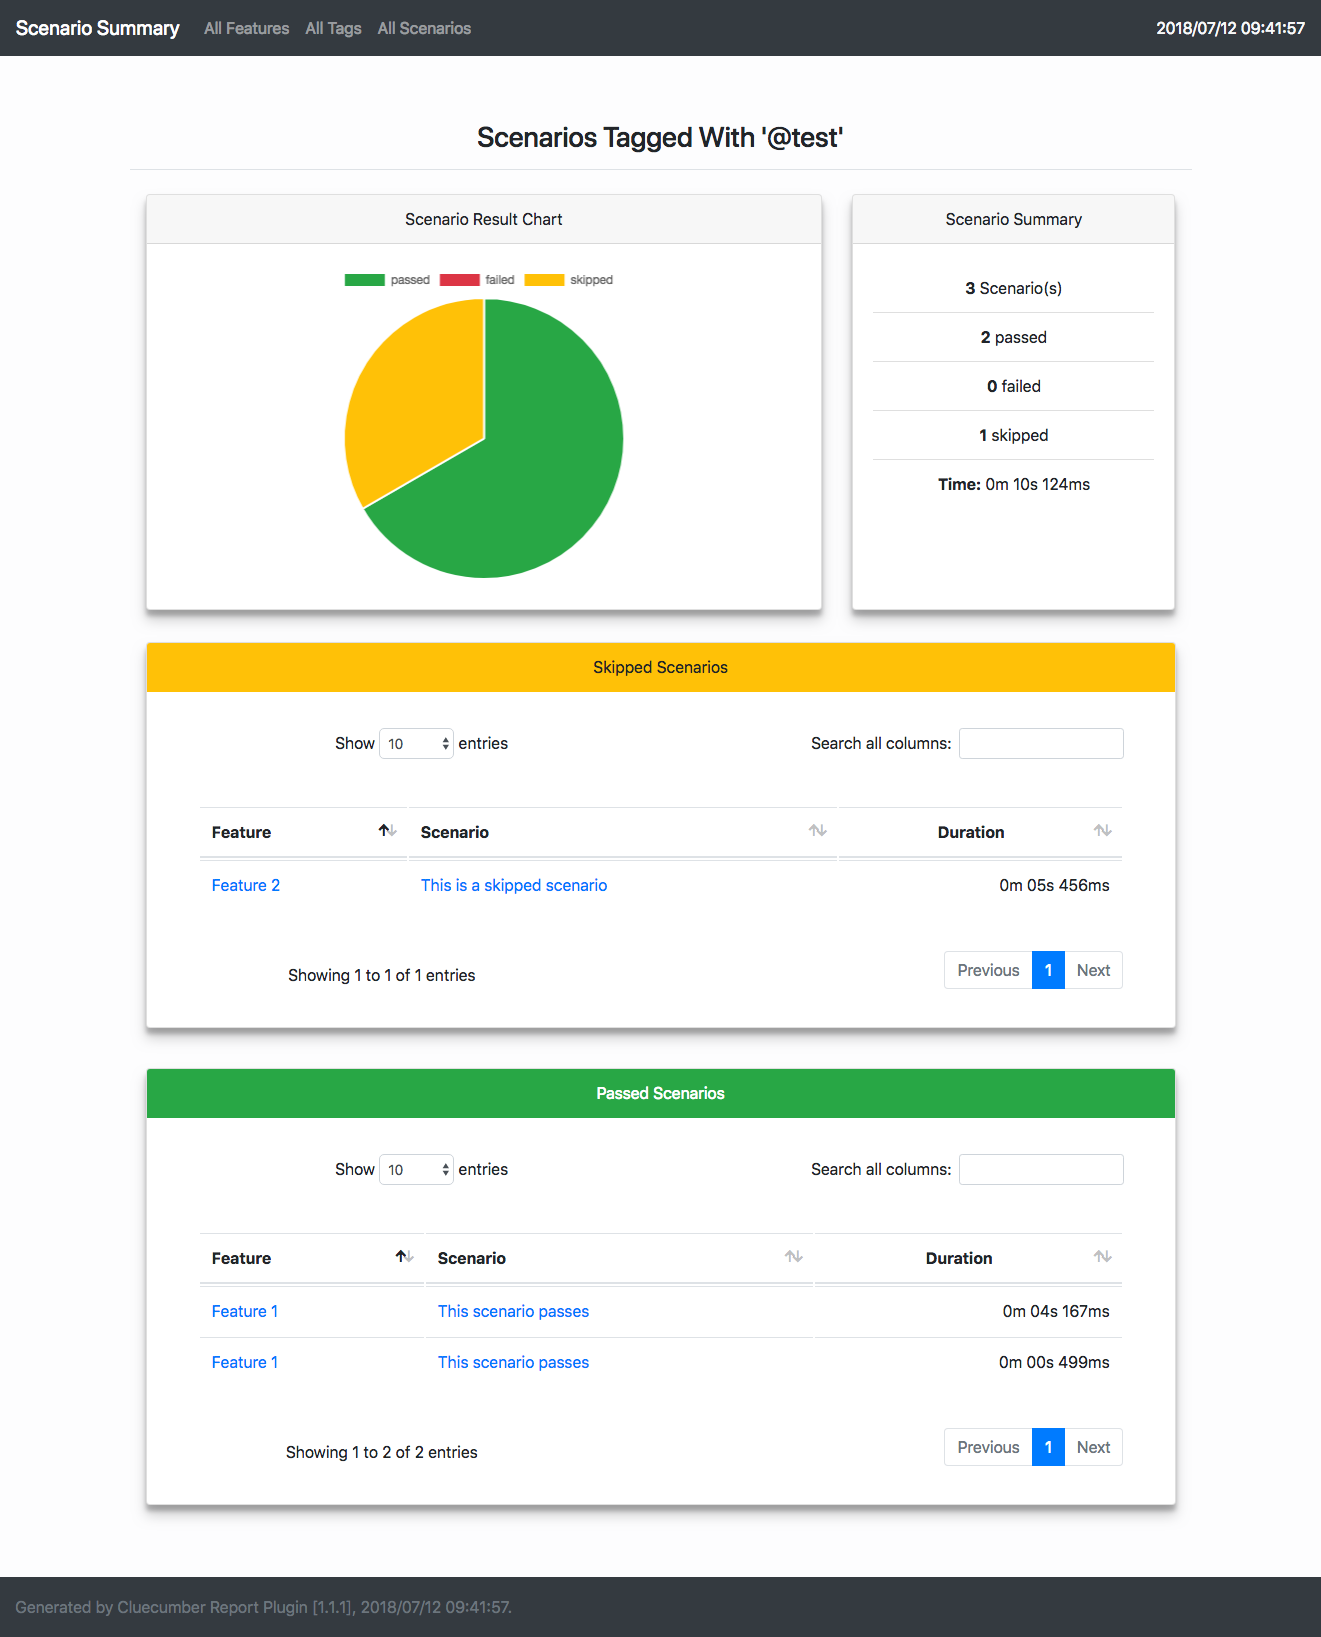 Scenario Summary All Features All Tags All Scenarios 2018/07/12 09:41:57
Scenarios Tagged With '@test'
Scenario Result Chart
passed failed skipped
Scenario Summary
3 Scenario(s)
2 passed
0 failed
1 skipped
Time: 0m 10s 124ms
Skipped Scenarios
Show 10 entries Search all columns:
Feature Scenario Duration
Feature 2 This is a skipped scenario 0m 05s 456ms
Showing 1 to 1 of 1 entries Previous 1 Next
Passed Scenarios
Show 10 entries Search all columns:
Feature Scenario Duration
Feature 1 This scenario passes 0m 04s 167ms
Feature 1 This scenario passes 0m 00s 499ms
Showing 1 to 2 of 2 entries Previous 1 Next
Generated by Cluecumber Report Plugin [1.1.1], 2018/07/12 09:41:57.